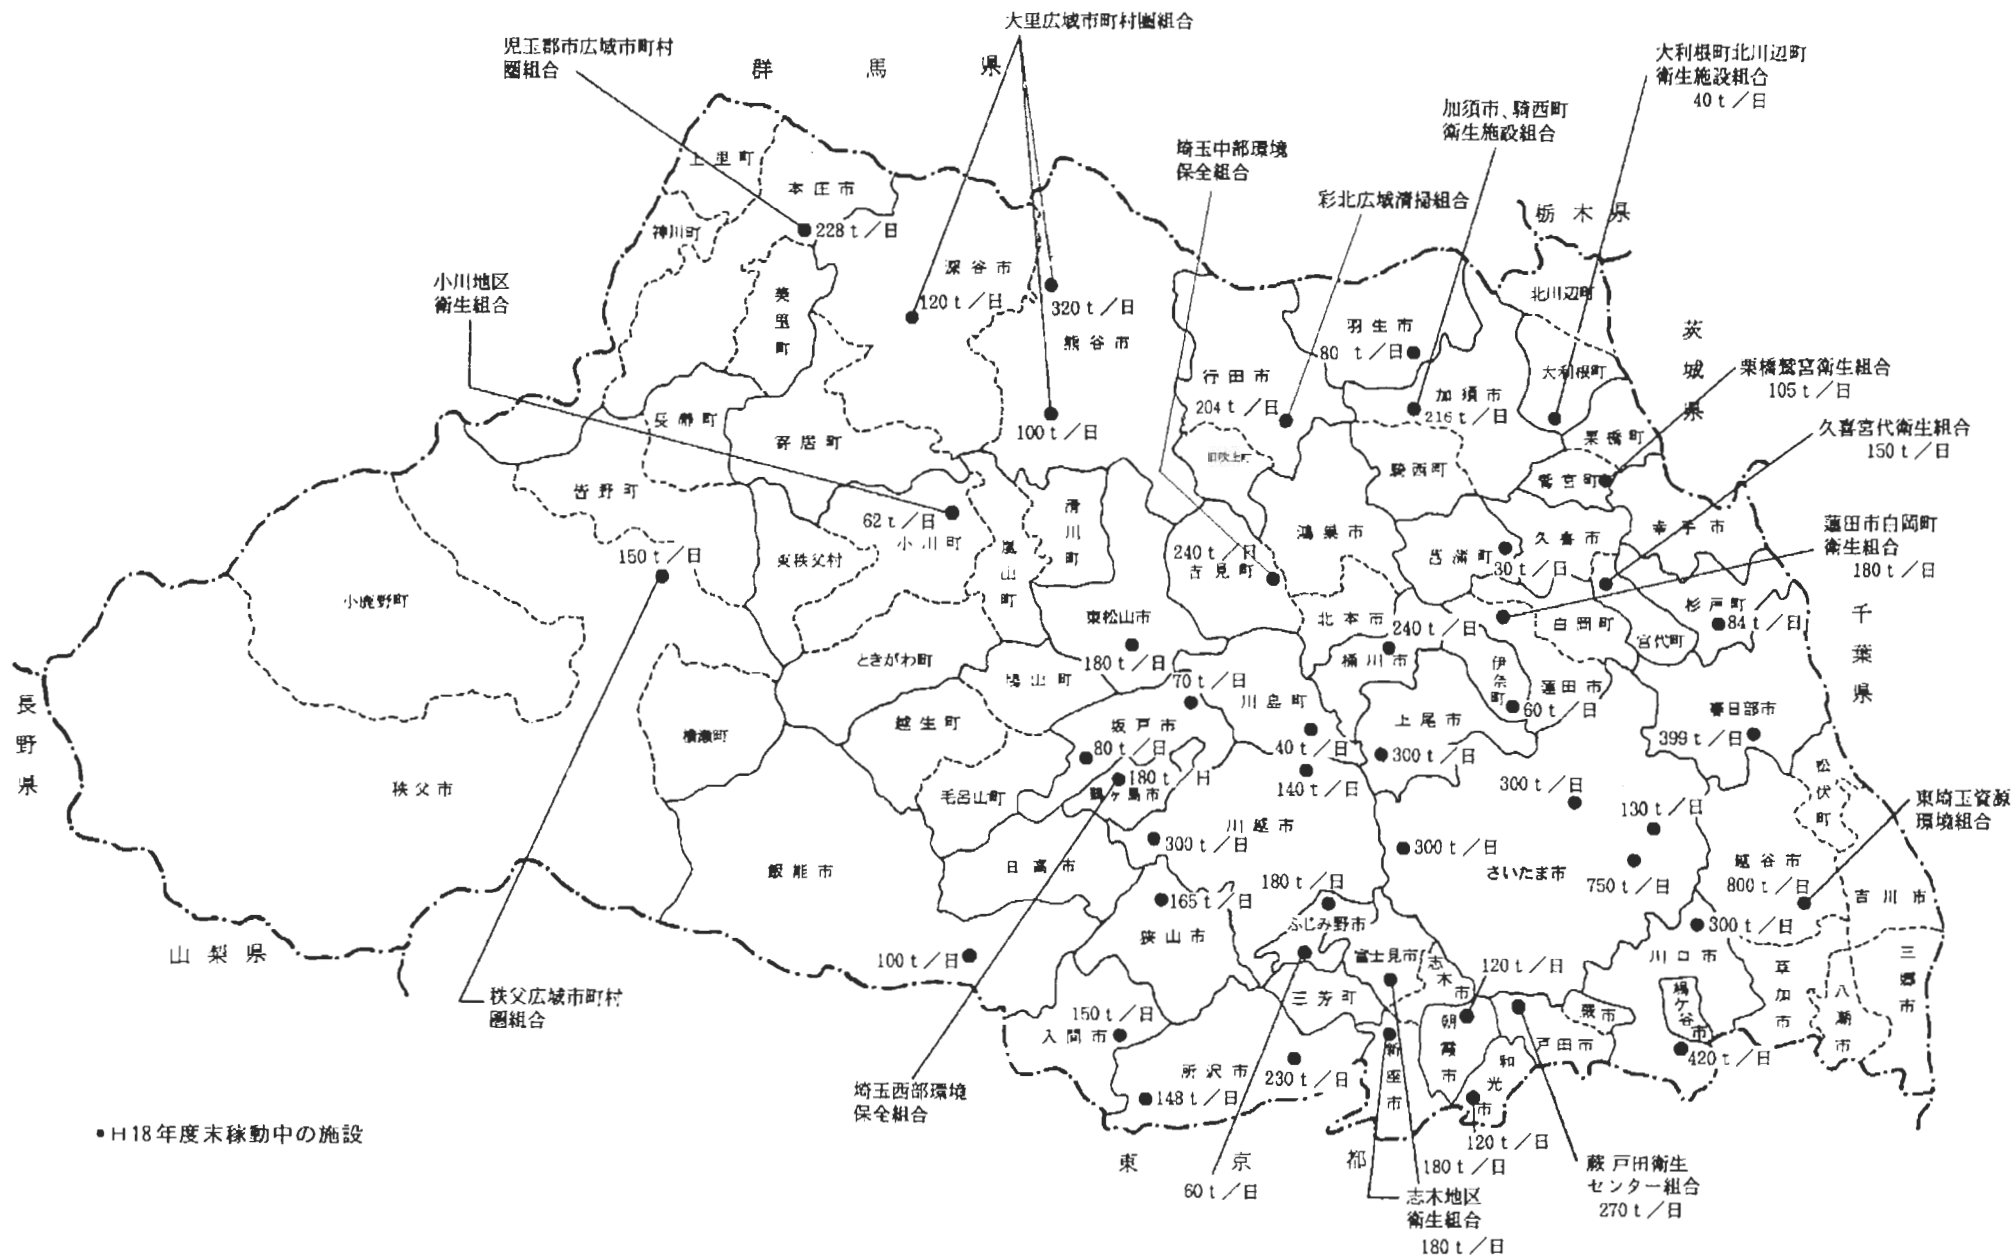 大里広域市町村圏組合
児玉郡市広域市町村
圏組合
群馬県
大利根町北川辺町
衛生施設組合
40t/日
加須市、騎西町
衛生施設組合
埼玉中部環境
保全組合
彩北広域清掃組合
栃木県
上里町
本庄市
神川町
228t/日
小川地区
衛生組合
深谷市
120t/日
320t/日
美里町
熊谷市
北川辺町
羽生市
80t/日
茨城県
行田市
204t/日
加須市
216t/日
大利根町
栗橋鷲宮衛生組合
105t/日
長瀞町
寄居町
100t/日
旧吹上町
騎西町
栗橋町
鷲宮町
久喜宮代衛生組合
150t/日
皆野町
62t/日
小川町
嵐山町
滑川町
240t/日
吉見町
鴻巣市
菖蒲町
久喜市
30t/日
幸手市
蓮田市白岡町
衛生組合
180t/日
150t/日
東秩父村
小鹿野町
東松山市
180t/日
北本市
240t/日
桶川市
白岡町
宮代町
杉戸町
84t/日
千葉県
ときがわ町
鳩山町
70t/日
川島町
伊奈町
蓮田市
60t/日
長野県
横瀬町
越生町
坂戸市
80t/日
40t/日
上尾市
300t/日
春日部市
399t/日
秩父市
毛呂山町
180t/日
鶴ヶ島市
140t/日
300t/日
130t/日
松伏町
東埼玉資源
環境組合
川越市
300t/日
300t/日
さいたま市
750t/日
越谷市
800t/日
吉川市
飯能市
日高市
165t/日
狭山市
180t/日
ふじみ野市
300t/日
川口市
山梨県
100t/日
富士見市
志木市
120t/日
三芳町
蕨市
鳩ヶ谷市
草加市
八潮市
三郷市
秩父広域市町村
圏組合
150t/日
入間市
朝霞市
戸田市
420t/日
所沢市
230t/日
新座市
和光市
148t/日
埼玉西部環境
保全組合
●H18年度末稼動中の施設
東京都
120t/日
180t/日
60t/日
志木地区
衛生組合
180t/日
蕨戸田衛生
センター組合
270t/日